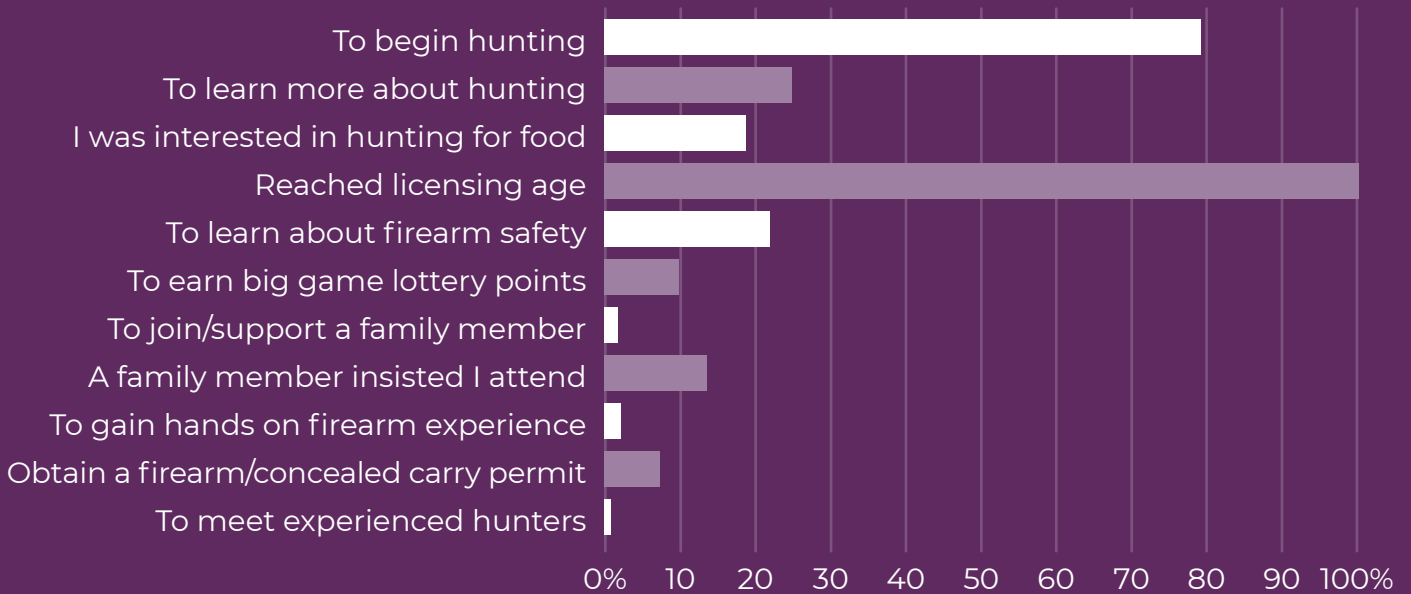 To begin hunting
To learn more about hunting
I was interested in hunting for food
Reached licensing age
To learn about firearm safety
To earn big game lottery points
To join/support a family member
A family member insisted I attend
To gain hands on firearm experience
Obtain a firearm/concealed carry permit
To meet experienced hunters
0% 10 20 30 40 50 60 70 80 90 100%